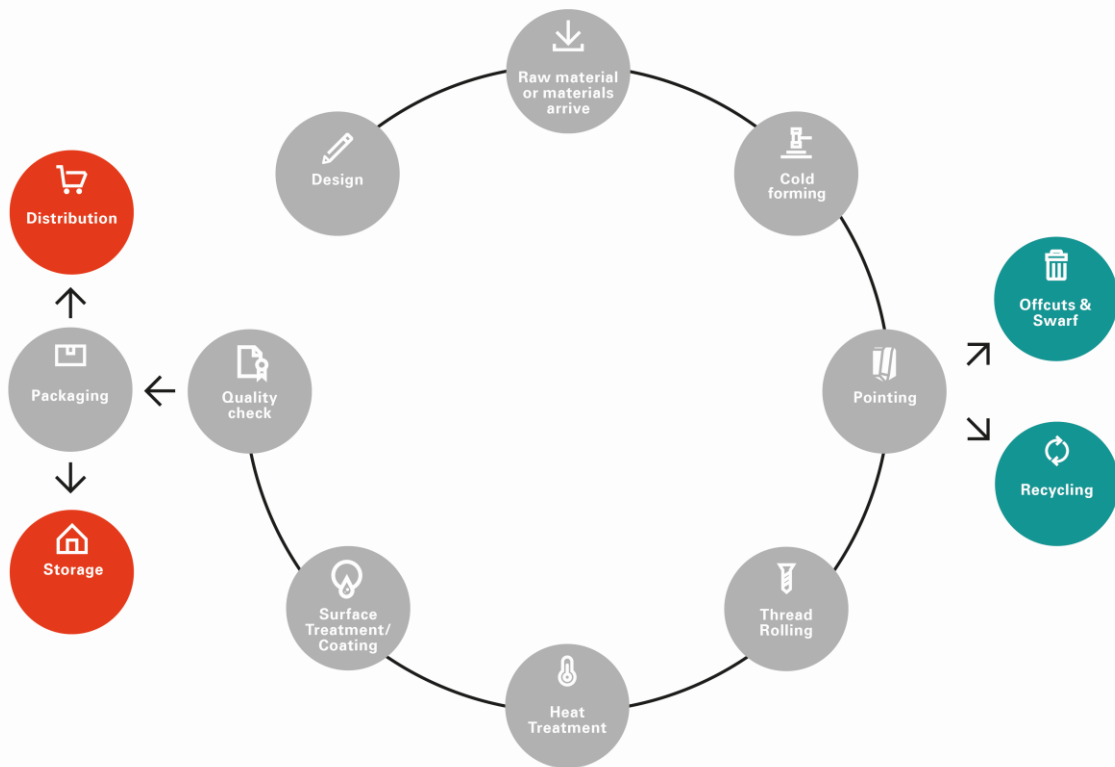 Raw material
or materials
arrive
Design
Cold
forming
Distribution
Offcuts &
Swarf
Packaging
Quality
check
Pointing
Recycling
Storage
Surface
Treatment/
Coating
Thread
Rolling
Heat
Treatment